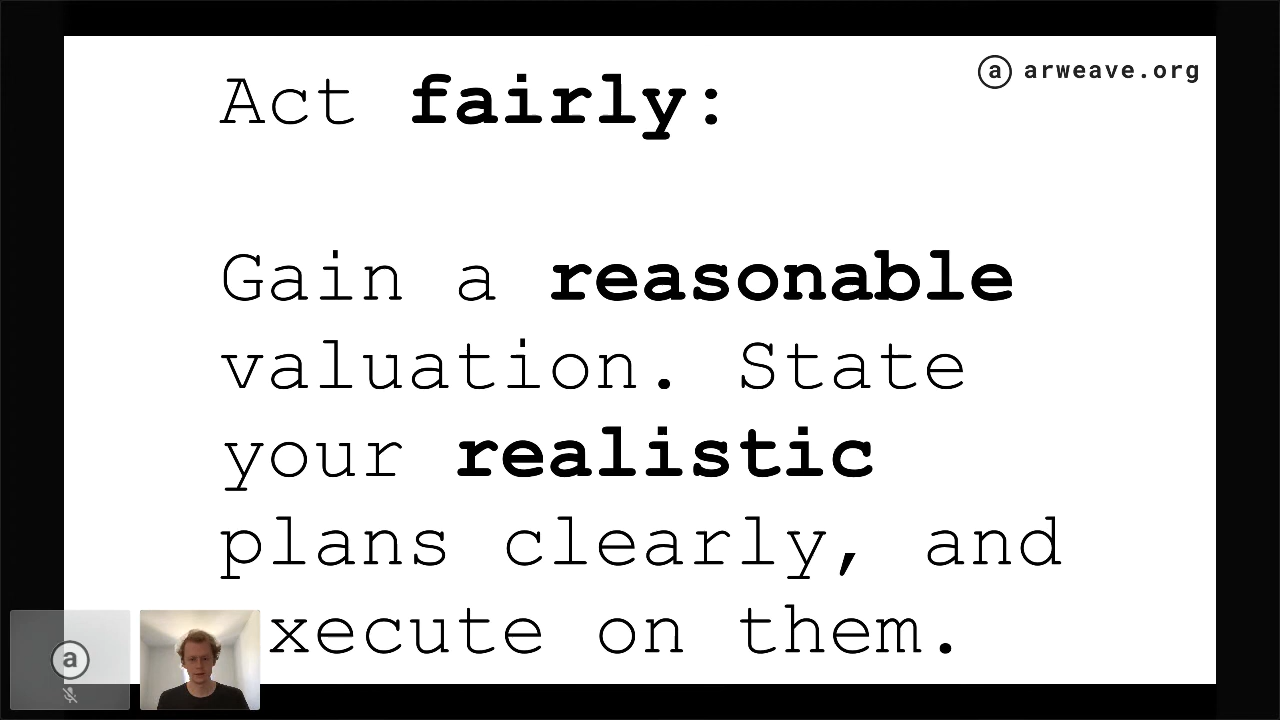 a arweave.org
Act fairly:
Gain a reasonable
valuation. State
your realistic
plans clearly, and
xecute on them.
a